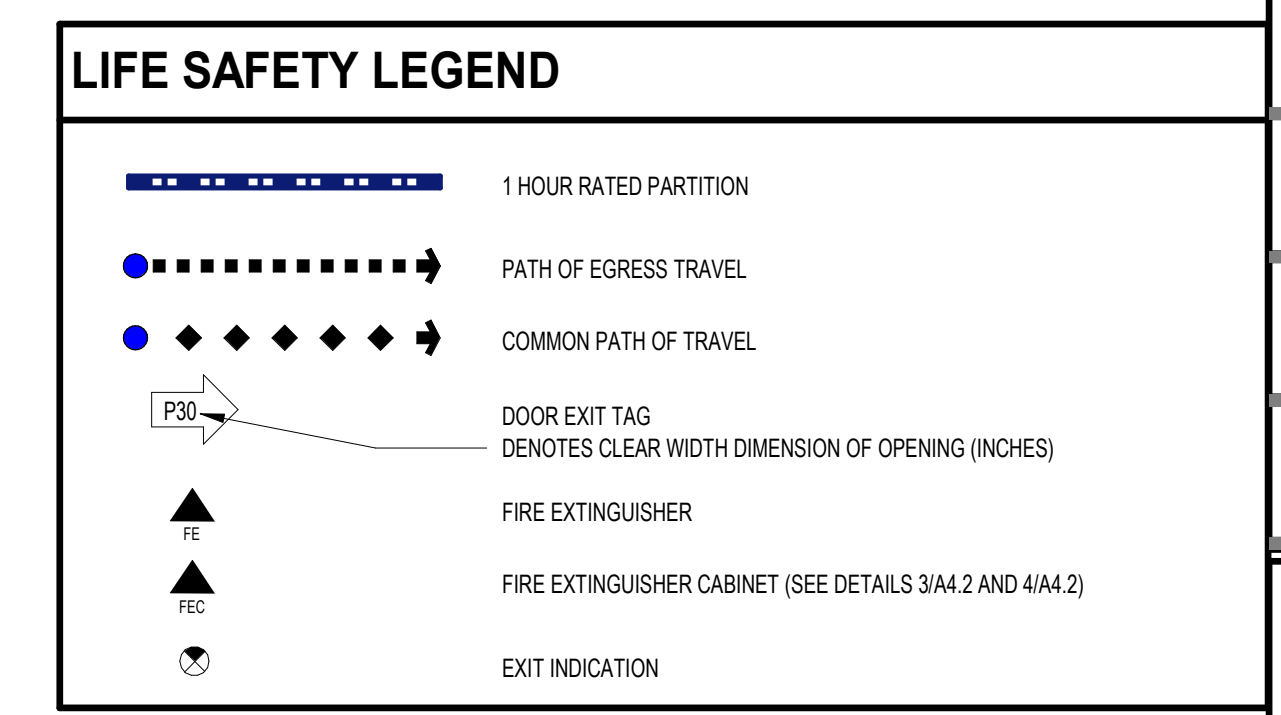 LIFE SAFETY LEGEND
1 HOUR RATED PARTITION
PATH OF EGRESS TRAVEL
COMMON PATH OF TRAVEL
P30
DOOR EXIT TAG
DENOTES CLEAR WIDTH DIMENSION OF OPENING (INCHES)
FE
FIRE EXTINGUISHER
FEC
FIRE EXTINGUISHER CABINET (SEE DETAILS 3/A4.2 AND 4/A4.2)
EXIT INDICATION